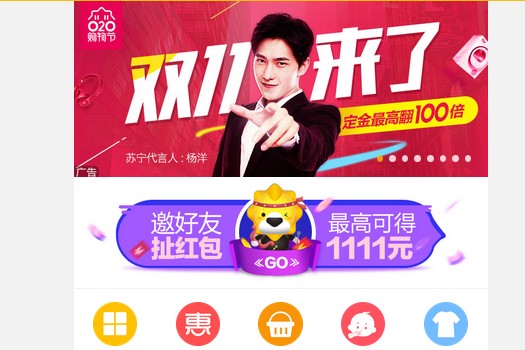 O2O
购物节
双11来了
定金最高翻100倍
苏宁代言人：杨洋
广告
邀好友
扯红包
最高可得
1111元
《GO》
惠